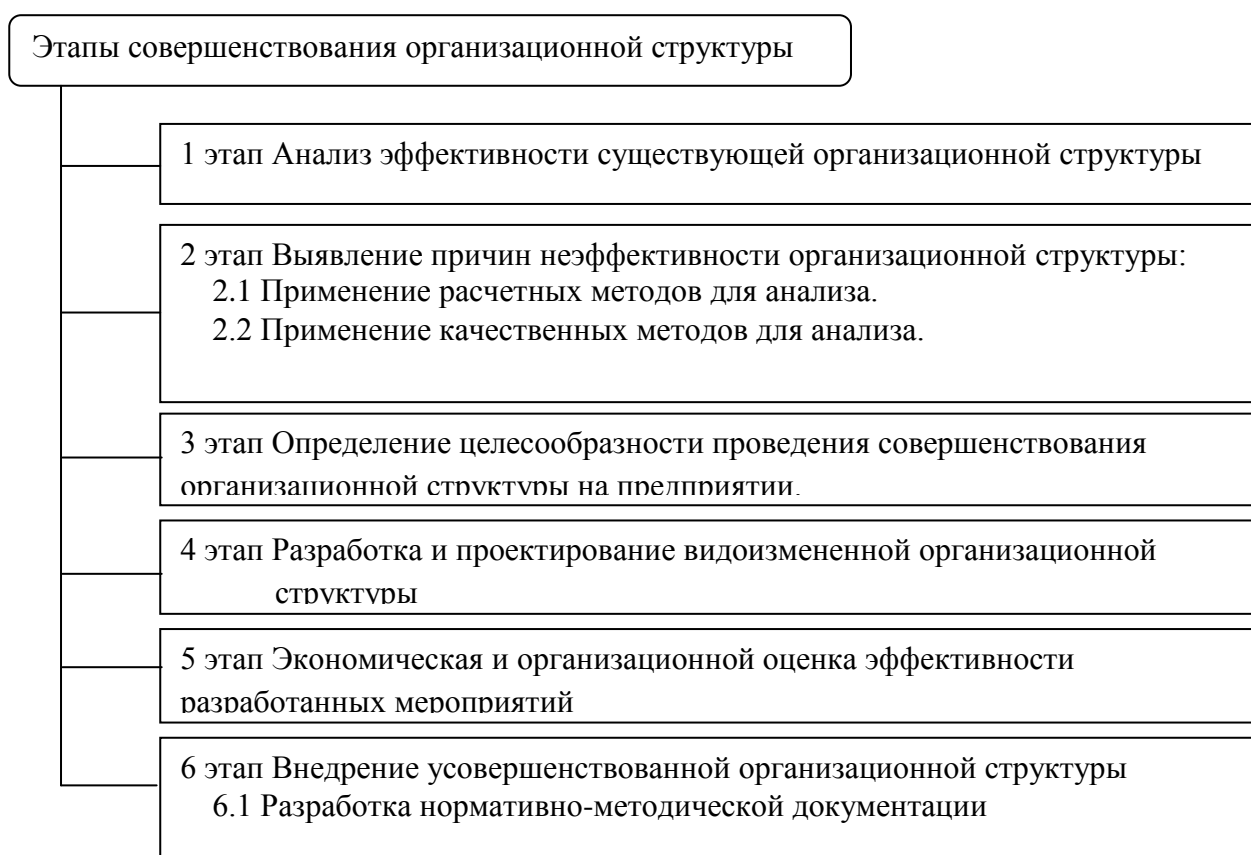 Этапы совершенствования организационной структуры
1 этап Анализ эффективности существующей организационной структуры
2 этап Выявление причин неэффективности организационной структуры:
2.1 Применение расчетных методов для анализа.
2.2 Применение качественных методов для анализа.
3 этап Определение целесообразности проведения совершенствования
организационной структуры на предприятии.
4 этап Разработка и проектирование видоизмененной организационной
структуры
5 этап Экономическая и организационной оценка эффективности
разработанных мероприятий
6 этап Внедрение усовершенствованной организационной структуры
6.1 Разработка нормативно-методической документации